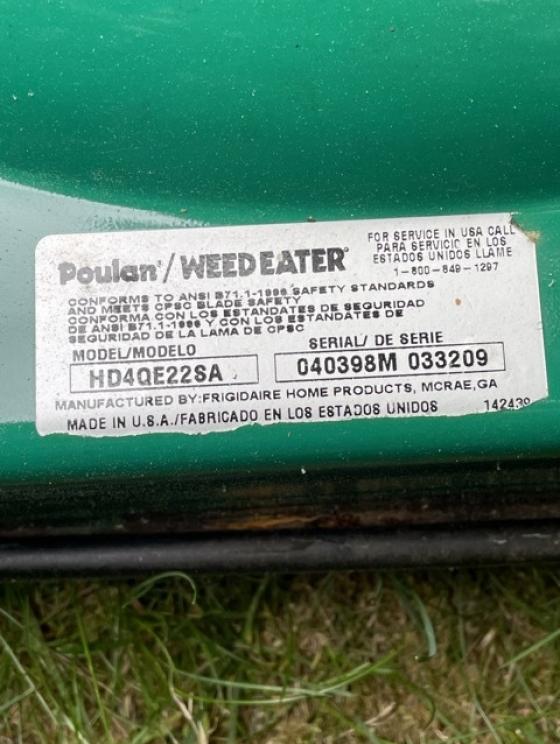 Poulan'/WEED EATER®
FOR SERVICE IN USA CALL
PARA SERVICIO EN LOS
ESTADOS UNIDOS LLAME
1-800-849-1297
CONFORMS TO ANSI B71.1-1996 SAFETY STANDARDS
AND MEETS CPSC BLADE SAFETY
CONFORMA CON LOS ESTANDATES DE SEGURIDAD
DE ANSI B71.1-1996 Y CON LOS ESTANDATES DE
SEGURIDAD DE LA LAMA DE CPSC
MODEL/MODELO
SERIAL/ DE SERIE
HD4QE22SA
040398M 033209
MANUFACTURED BY:FRIGIDAIRE HOME PRODUCTS, MCRAE,GA
MADE IN U.S.A./FABRICADO EN LOS ESTADOS UNIDOS